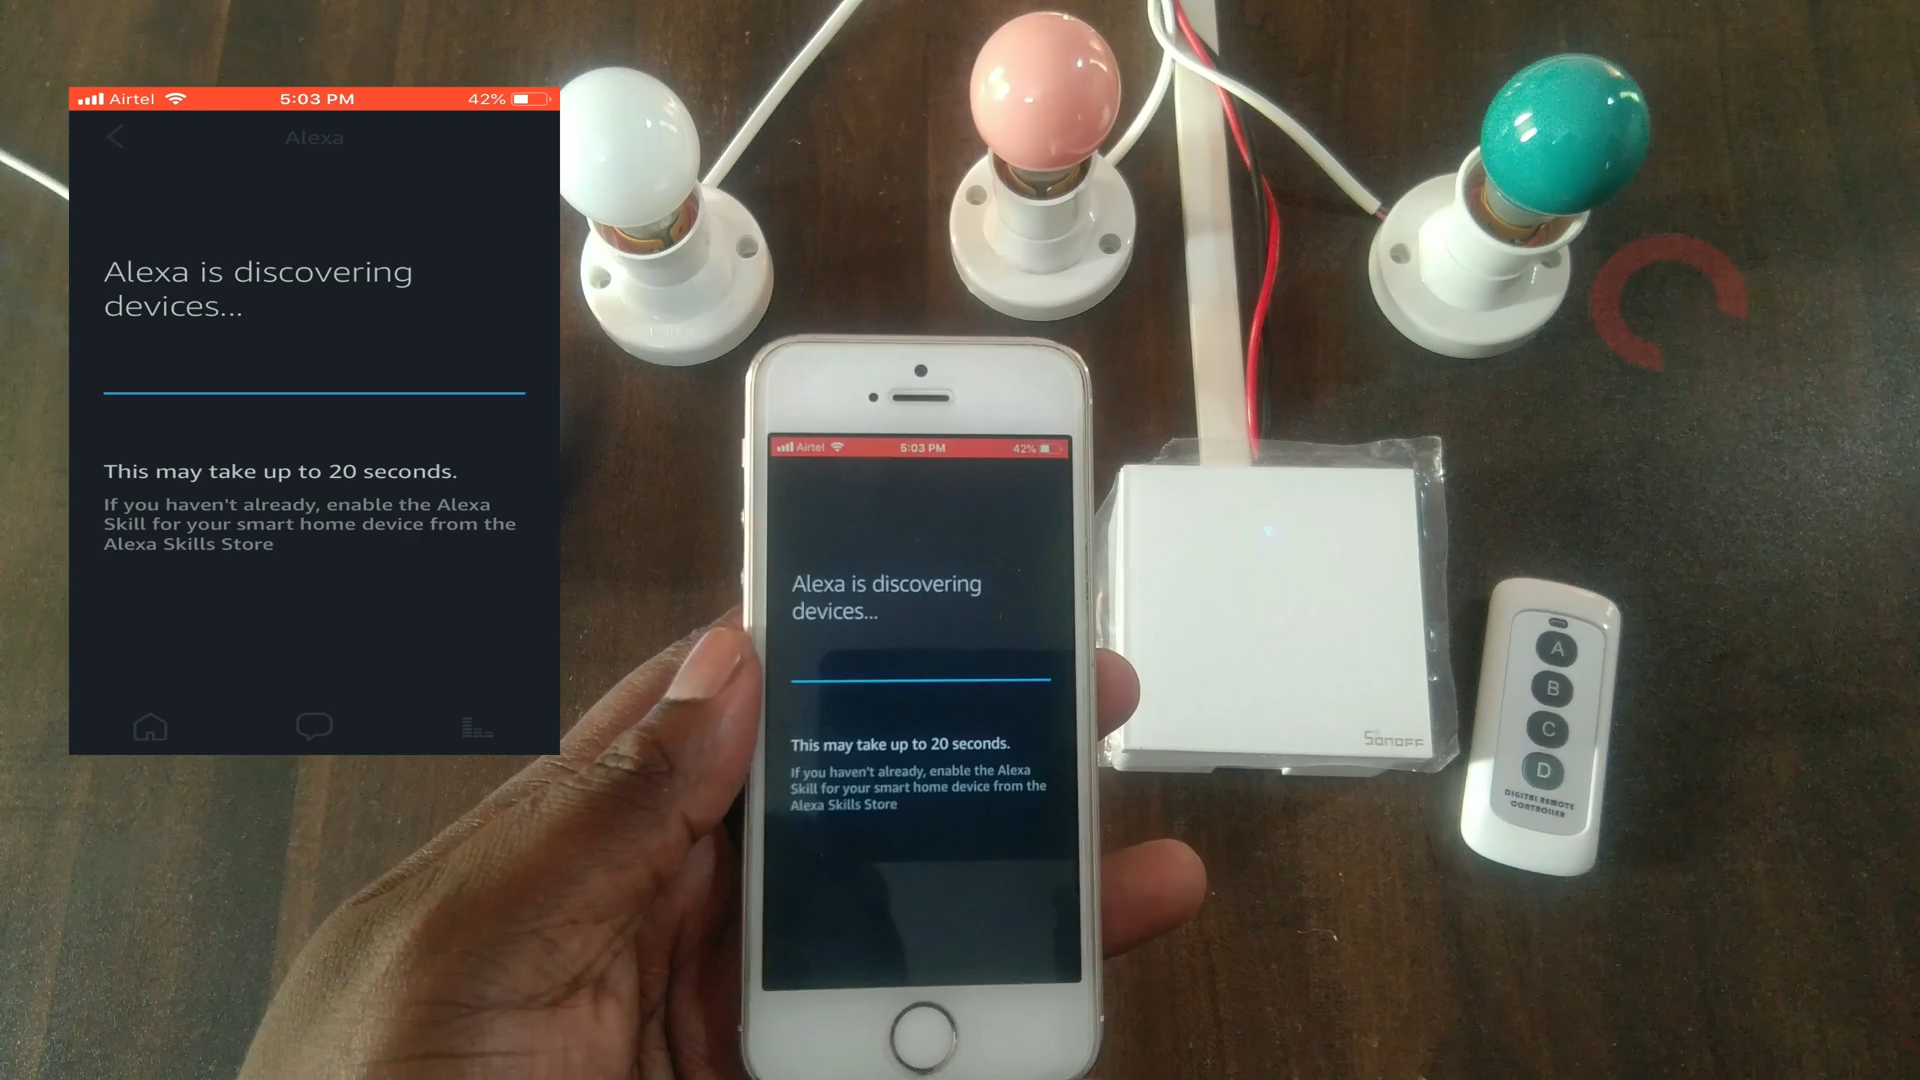 Airtel 5:03 PM 42%
Alexa
Alexa is discovering
devices...
This may take up to 20 seconds.
If you haven't already, enable the Alexa
Skill for your smart home device from the
Alexa Skills Store
Airtel 5:03 PM 42%
Alexa is discovering
devices...
This may take up to 20 seconds.
If you haven't already, enable the Alexa
Skill for your smart home device from the
Alexa Skills Store
SONOFF
A
B
C
D
DIGITAL REMOTE
CONTROLLER